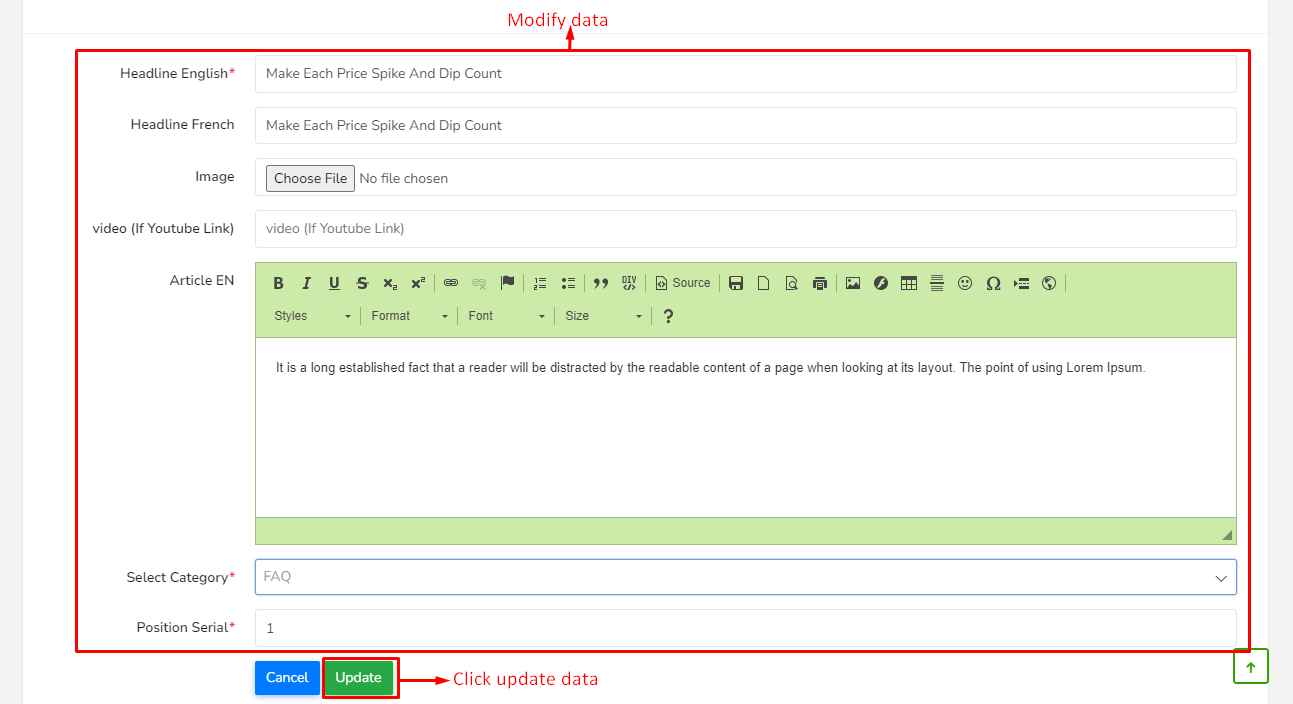 Modify data
Headline English* Make Each Price Spike And Dip Count
Headline French Make Each Price Spike And Dip Count
Image Choose File No file chosen
video (If Youtube Link) video (If Youtube Link)
Article EN B I U S x₂ x² DIV Source
Styles Format Font Size ?
It is a long established fact that a reader will be distracted by the readable content of a page when looking at its layout. The point of using Lorem Ipsum.
Select Category* FAQ
Position Serial* 1
Cancel Update Click update data